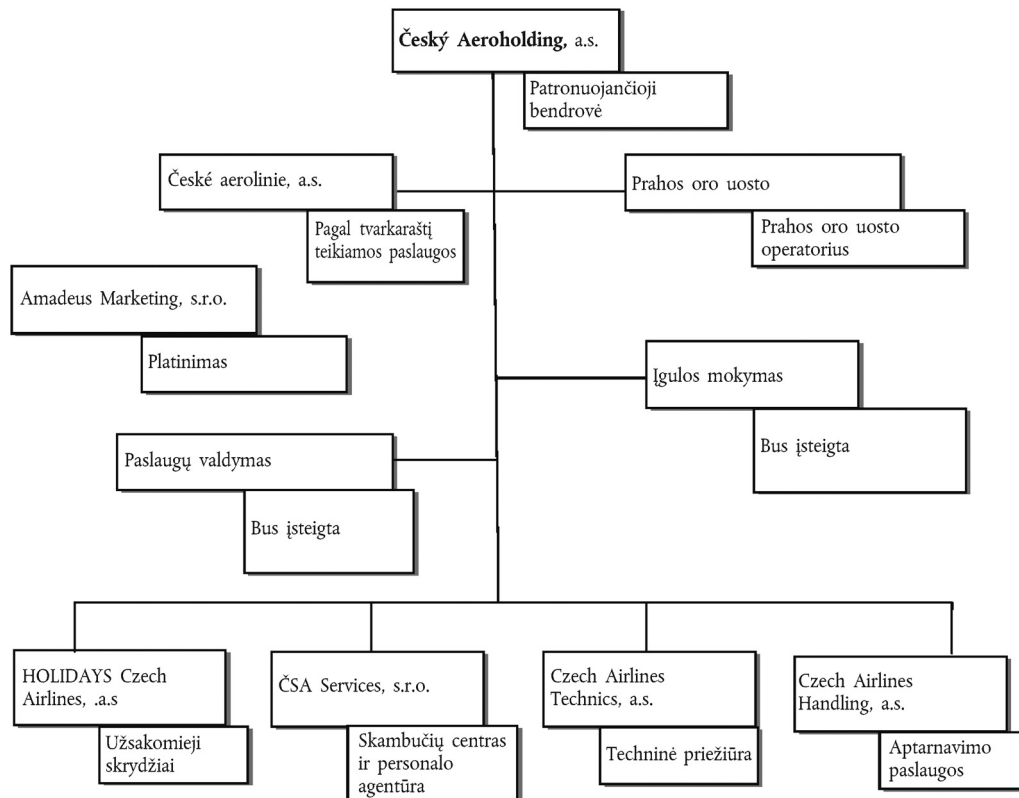 Český Aeroholding, a.s.
Patronuojančioji
bendrovė
České aerolinie, a.s.
Pagal tvarkaraštį
teikiamos paslaugos
Prahos oro uosto
Prahos oro uosto
operatorius
Amadeus Marketing, s.r.o.
Platinimas
Įgulos mokymas
Bus įsteigta
Paslaugų valdymas
Bus įsteigta
HOLIDAYS Czech
Airlines, .a.s
Užsakomieji
skrydžiai
ČSA Services, s.r.o.
Skambučių centras
ir personalo
agentūra
Czech Airlines
Technics, a.s.
Techninė priežiūra
Czech Airlines
Handling, a.s.
Aptarnavimo
paslaugos